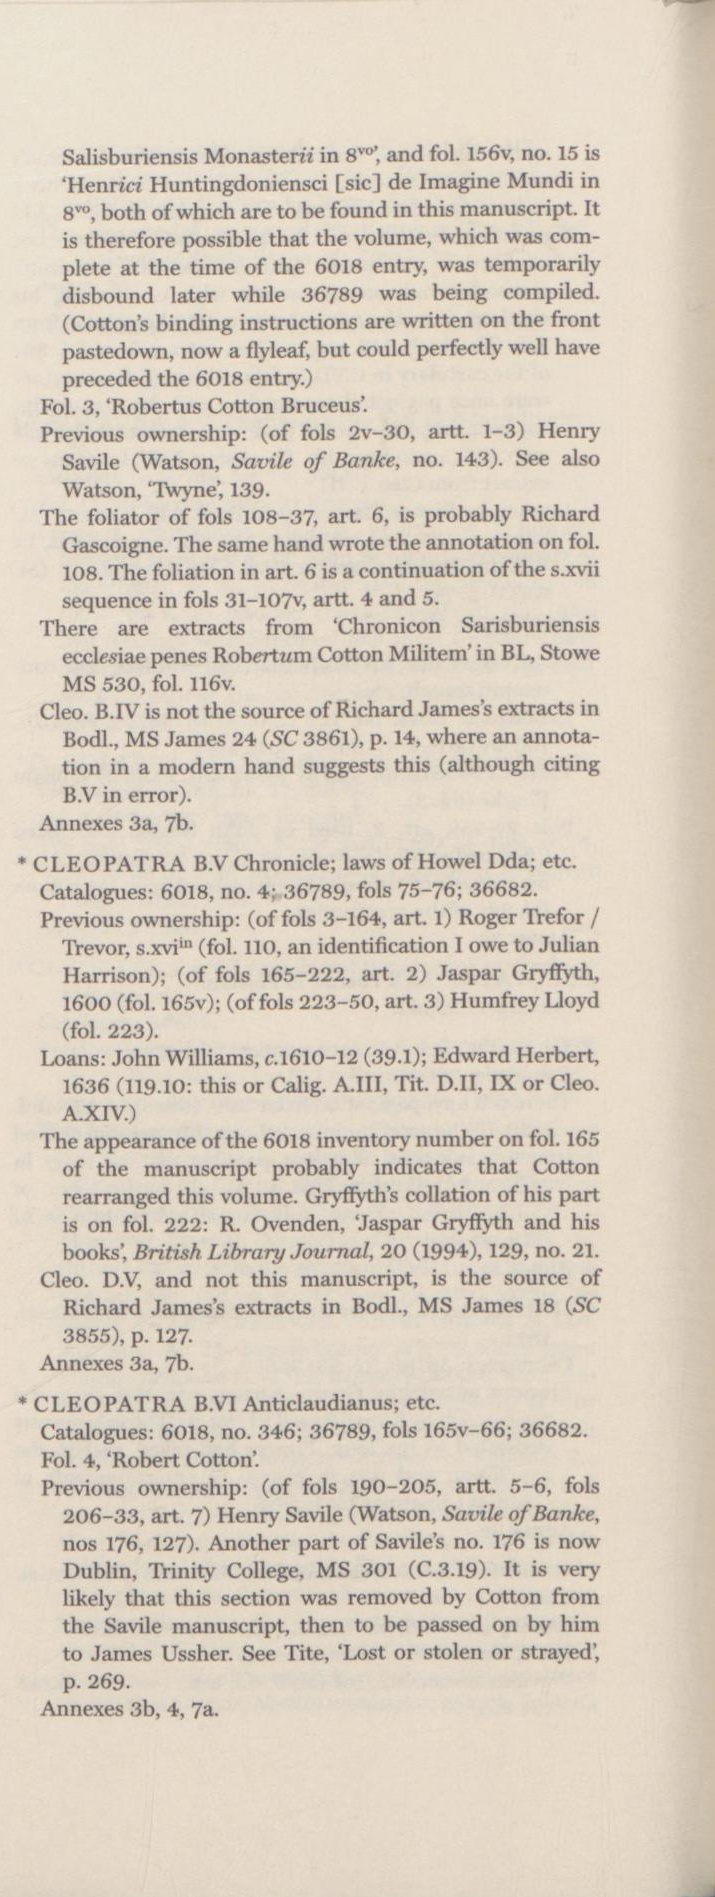 Salisburiensis Monasterii in 8ᵛᵒ’, and fol. 156v, no. 15 is
‘Henrici Huntingdoniensci [sic] de Imagine Mundi in
8ᵛᵒ, both of which are to be found in this manuscript. It
is therefore possible that the volume, which was com-
plete at the time of the 6018 entry, was temporarily
disbound later while 36789 was being compiled.
(Cotton’s binding instructions are written on the front
pastedown, now a flyleaf, but could perfectly well have
preceded the 6018 entry.)
Fol. 3, ‘Robertus Cotton Bruceus’.
Previous ownership: (of fols 2v–30, artt. 1–3) Henry
Savile (Watson, Savile of Banke, no. 143). See also
Watson, ‘Twyne’, 139.
The foliator of fols 108–37, art. 6, is probably Richard
Gascoigne. The same hand wrote the annotation on fol.
108. The foliation in art. 6 is a continuation of the s.xvii
sequence in fols 31–107v, artt. 4 and 5.
There are extracts from ‘Chronicon Sarisburiensis
ecclesiae penes Robertum Cotton Militem’ in BL, Stowe
MS 530, fol. 116v.
Cleo. B.IV is not the source of Richard James’s extracts in
Bodl., MS James 24 (SC 3861), p. 14, where an annota-
tion in a modern hand suggests this (although citing
B.V in error).
Annexes 3a, 7b.
* CLEOPATRA B.V Chronicle; laws of Howel Dda; etc.
Catalogues: 6018, no. 4; 36789, fols 75–76; 36682.
Previous ownership: (of fols 3–164, art. 1) Roger Trefor /
Trevor, s.xviⁱⁿ (fol. 110, an identification I owe to Julian
Harrison); (of fols 165–222, art. 2) Jaspar Gryffyth,
1600 (fol. 165v); (of fols 223–50, art. 3) Humfrey Lloyd
(fol. 223).
Loans: John Williams, c.1610–12 (39.1); Edward Herbert,
1636 (119.10: this or Calig. A.III, Tit. D.II, IX or Cleo.
A.XIV.)
The appearance of the 6018 inventory number on fol. 165
of the manuscript probably indicates that Cotton
rearranged this volume. Gryffyth’s collation of his part
is on fol. 222: R. Ovenden, ‘Jaspar Gryffyth and his
books’, British Library Journal, 20 (1994), 129, no. 21.
Cleo. D.V, and not this manuscript, is the source of
Richard James’s extracts in Bodl., MS James 18 (SC
3855), p. 127.
Annexes 3a, 7b.
* CLEOPATRA B.VI Anticlaudianus; etc.
Catalogues: 6018, no. 346; 36789, fols 165v–66; 36682.
Fol. 4, ‘Robert Cotton’.
Previous ownership: (of fols 190–205, artt. 5–6, fols
206–33, art. 7) Henry Savile (Watson, Savile of Banke,
nos 176, 127). Another part of Savile’s no. 176 is now
Dublin, Trinity College, MS 301 (C.3.19). It is very
likely that this section was removed by Cotton from
the Savile manuscript, then to be passed on by him
to James Ussher. See Tite, ‘Lost or stolen or strayed’,
p. 269.
Annexes 3b, 4, 7a.